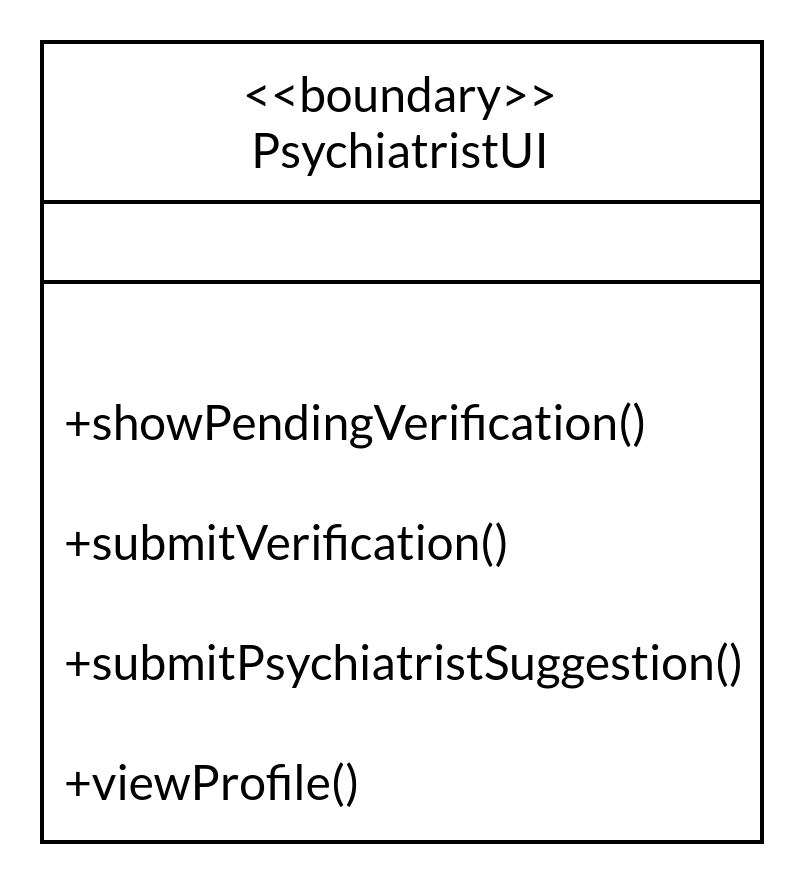 <<boundary>>
PsychiatristUI
+showPendingVerification()
+submitVerification()
+submitPsychiatristSuggestion()
+viewProfile()